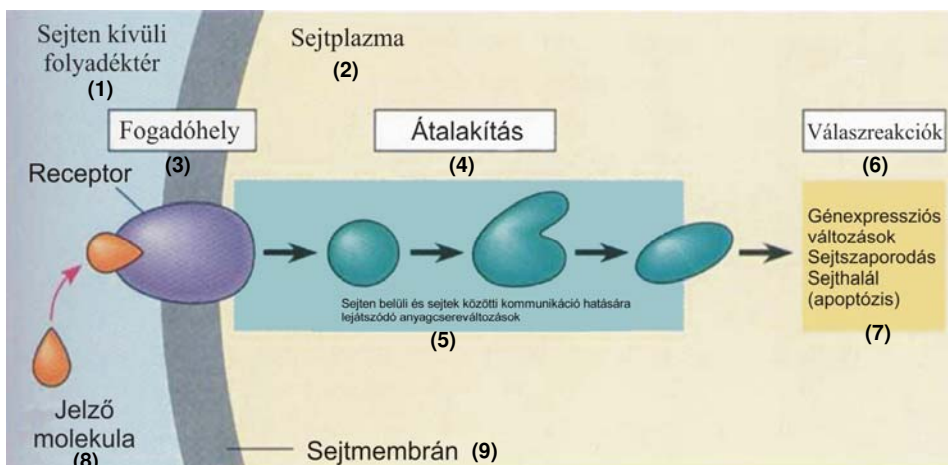 Sejten kívüli
folyadéktér
(1)
Sejtplazma
(2)
Fogadóhely
(3)
Átalakítás
(4)
Válaszreakciók
(6)
Receptor
Génexpressziós
változások
Sejtszaporodás
Sejthalál
(apoptózis)
(7)
Sejten belüli és sejtek közötti kommunikáció hatására
lejátszódó anyagcsereváltozások
(5)
Jelző
molekula
(8)
Sejtmembrán (9)